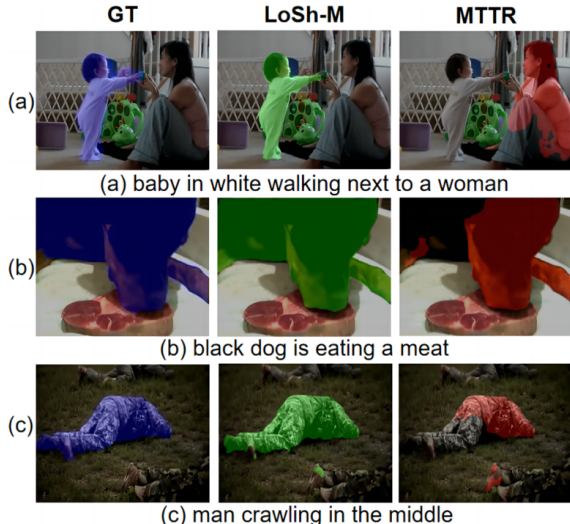 GT LoSh-M MTTR
(a)
(a) baby in white walking next to a woman
(b)
(b) black dog is eating a meat
(c)
(c) man crawling in the middle